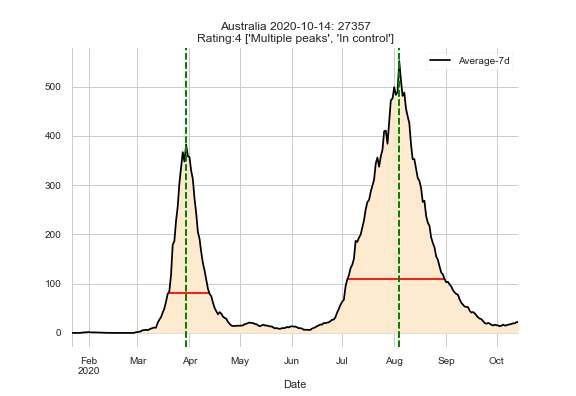 Australia 2020-10-14: 27357
Rating:4 ['Multiple peaks', 'In control']
Average-7d
500
400
300
200
100
0
Feb Mar Apr May Jun Jul Aug Sep Oct
2020
Date